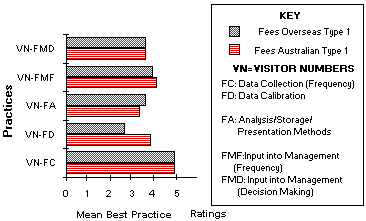 VN-FMD
VN-FMF
VN-FA
VN-FD
VN-FC
Practices
0 1 2 3 4 5
Mean Best Practice Ratings
KEY
Fees Overseas Type 1
Fees Australian Type 1
VN=VISITOR NUMBERS
FC: Data Collection (Frequency)
FD: Data Calibration
FA: Analysis/Storage/
Presentation Methods
FMF:Input into Management
(Frequency)
FMD: Input into Management
(Decision Making)